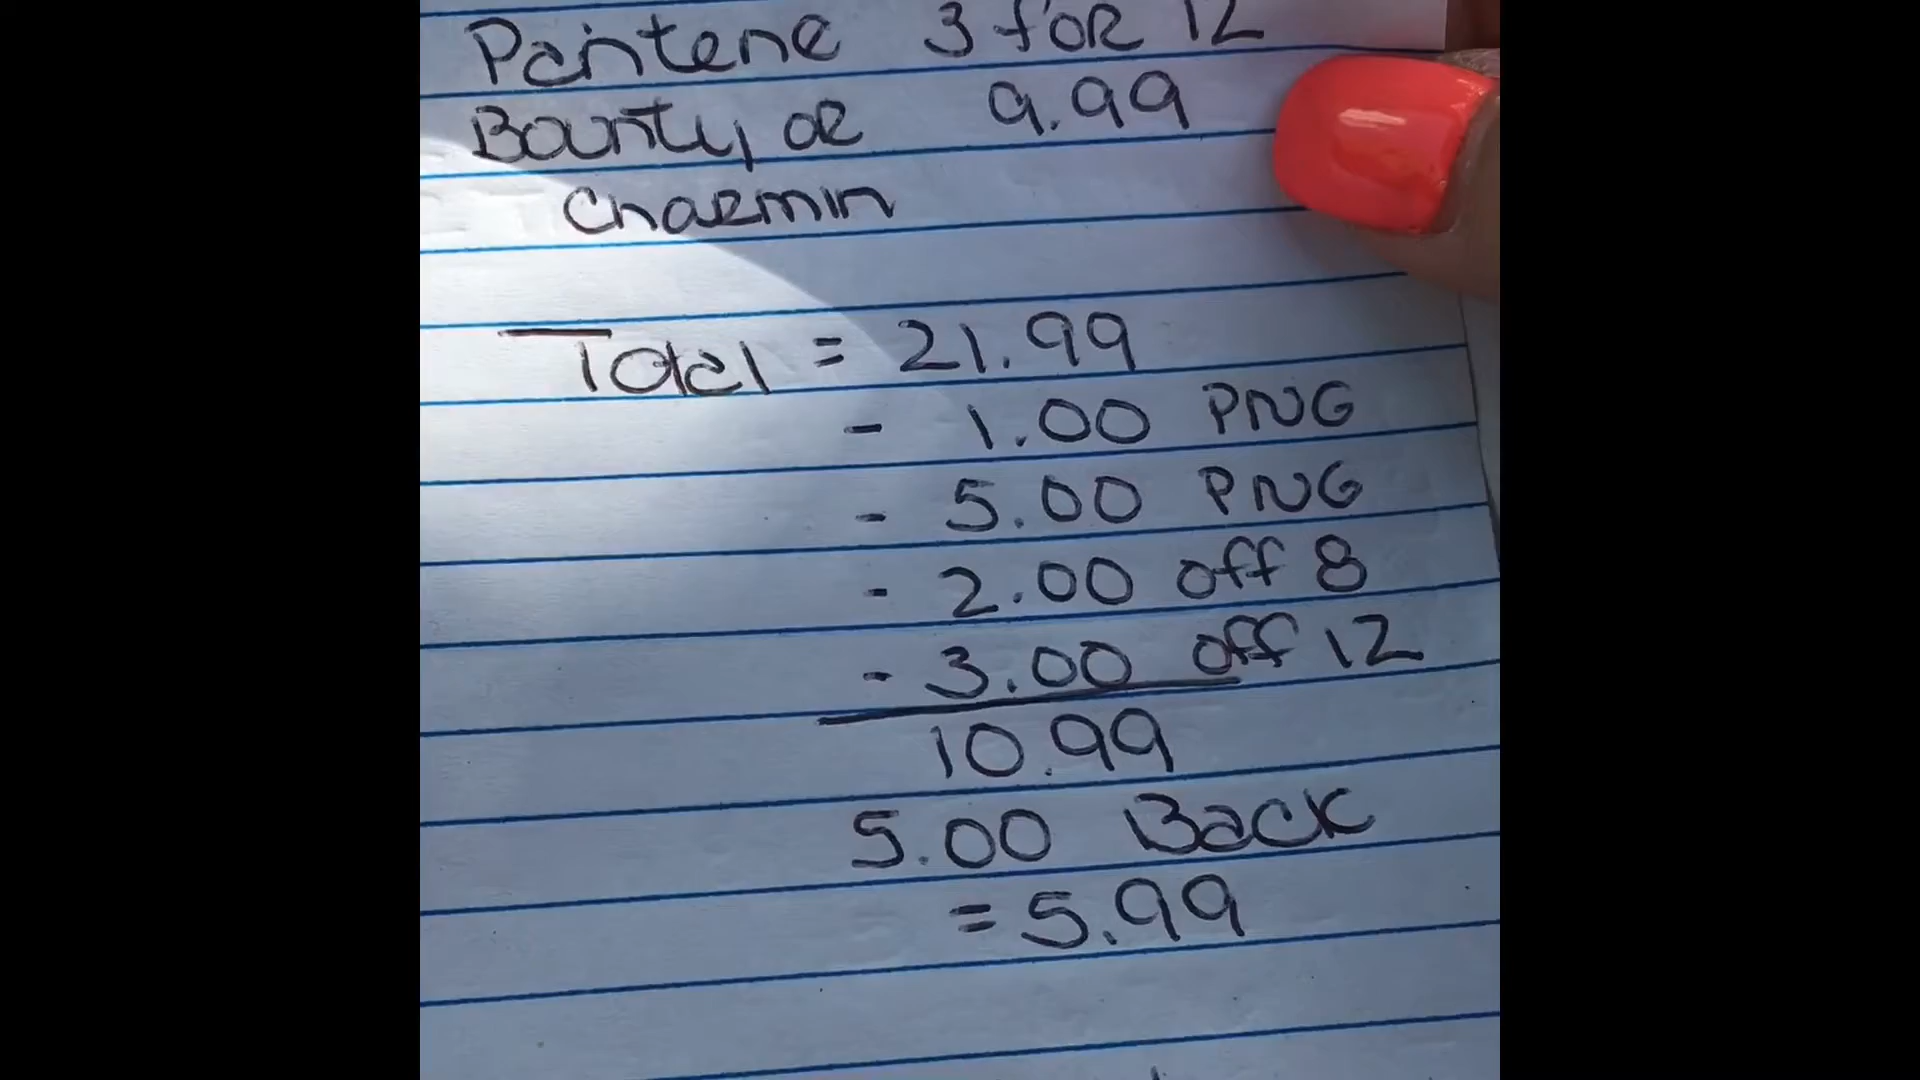 Pantene 3 for 12
Bounty or 9.99
Charmin
Total = 21.99
- 1.00 PNG
- 5.00 PNG
- 2.00 off 8
- 3.00 off 12
10.99
5.00 Back
= 5.99